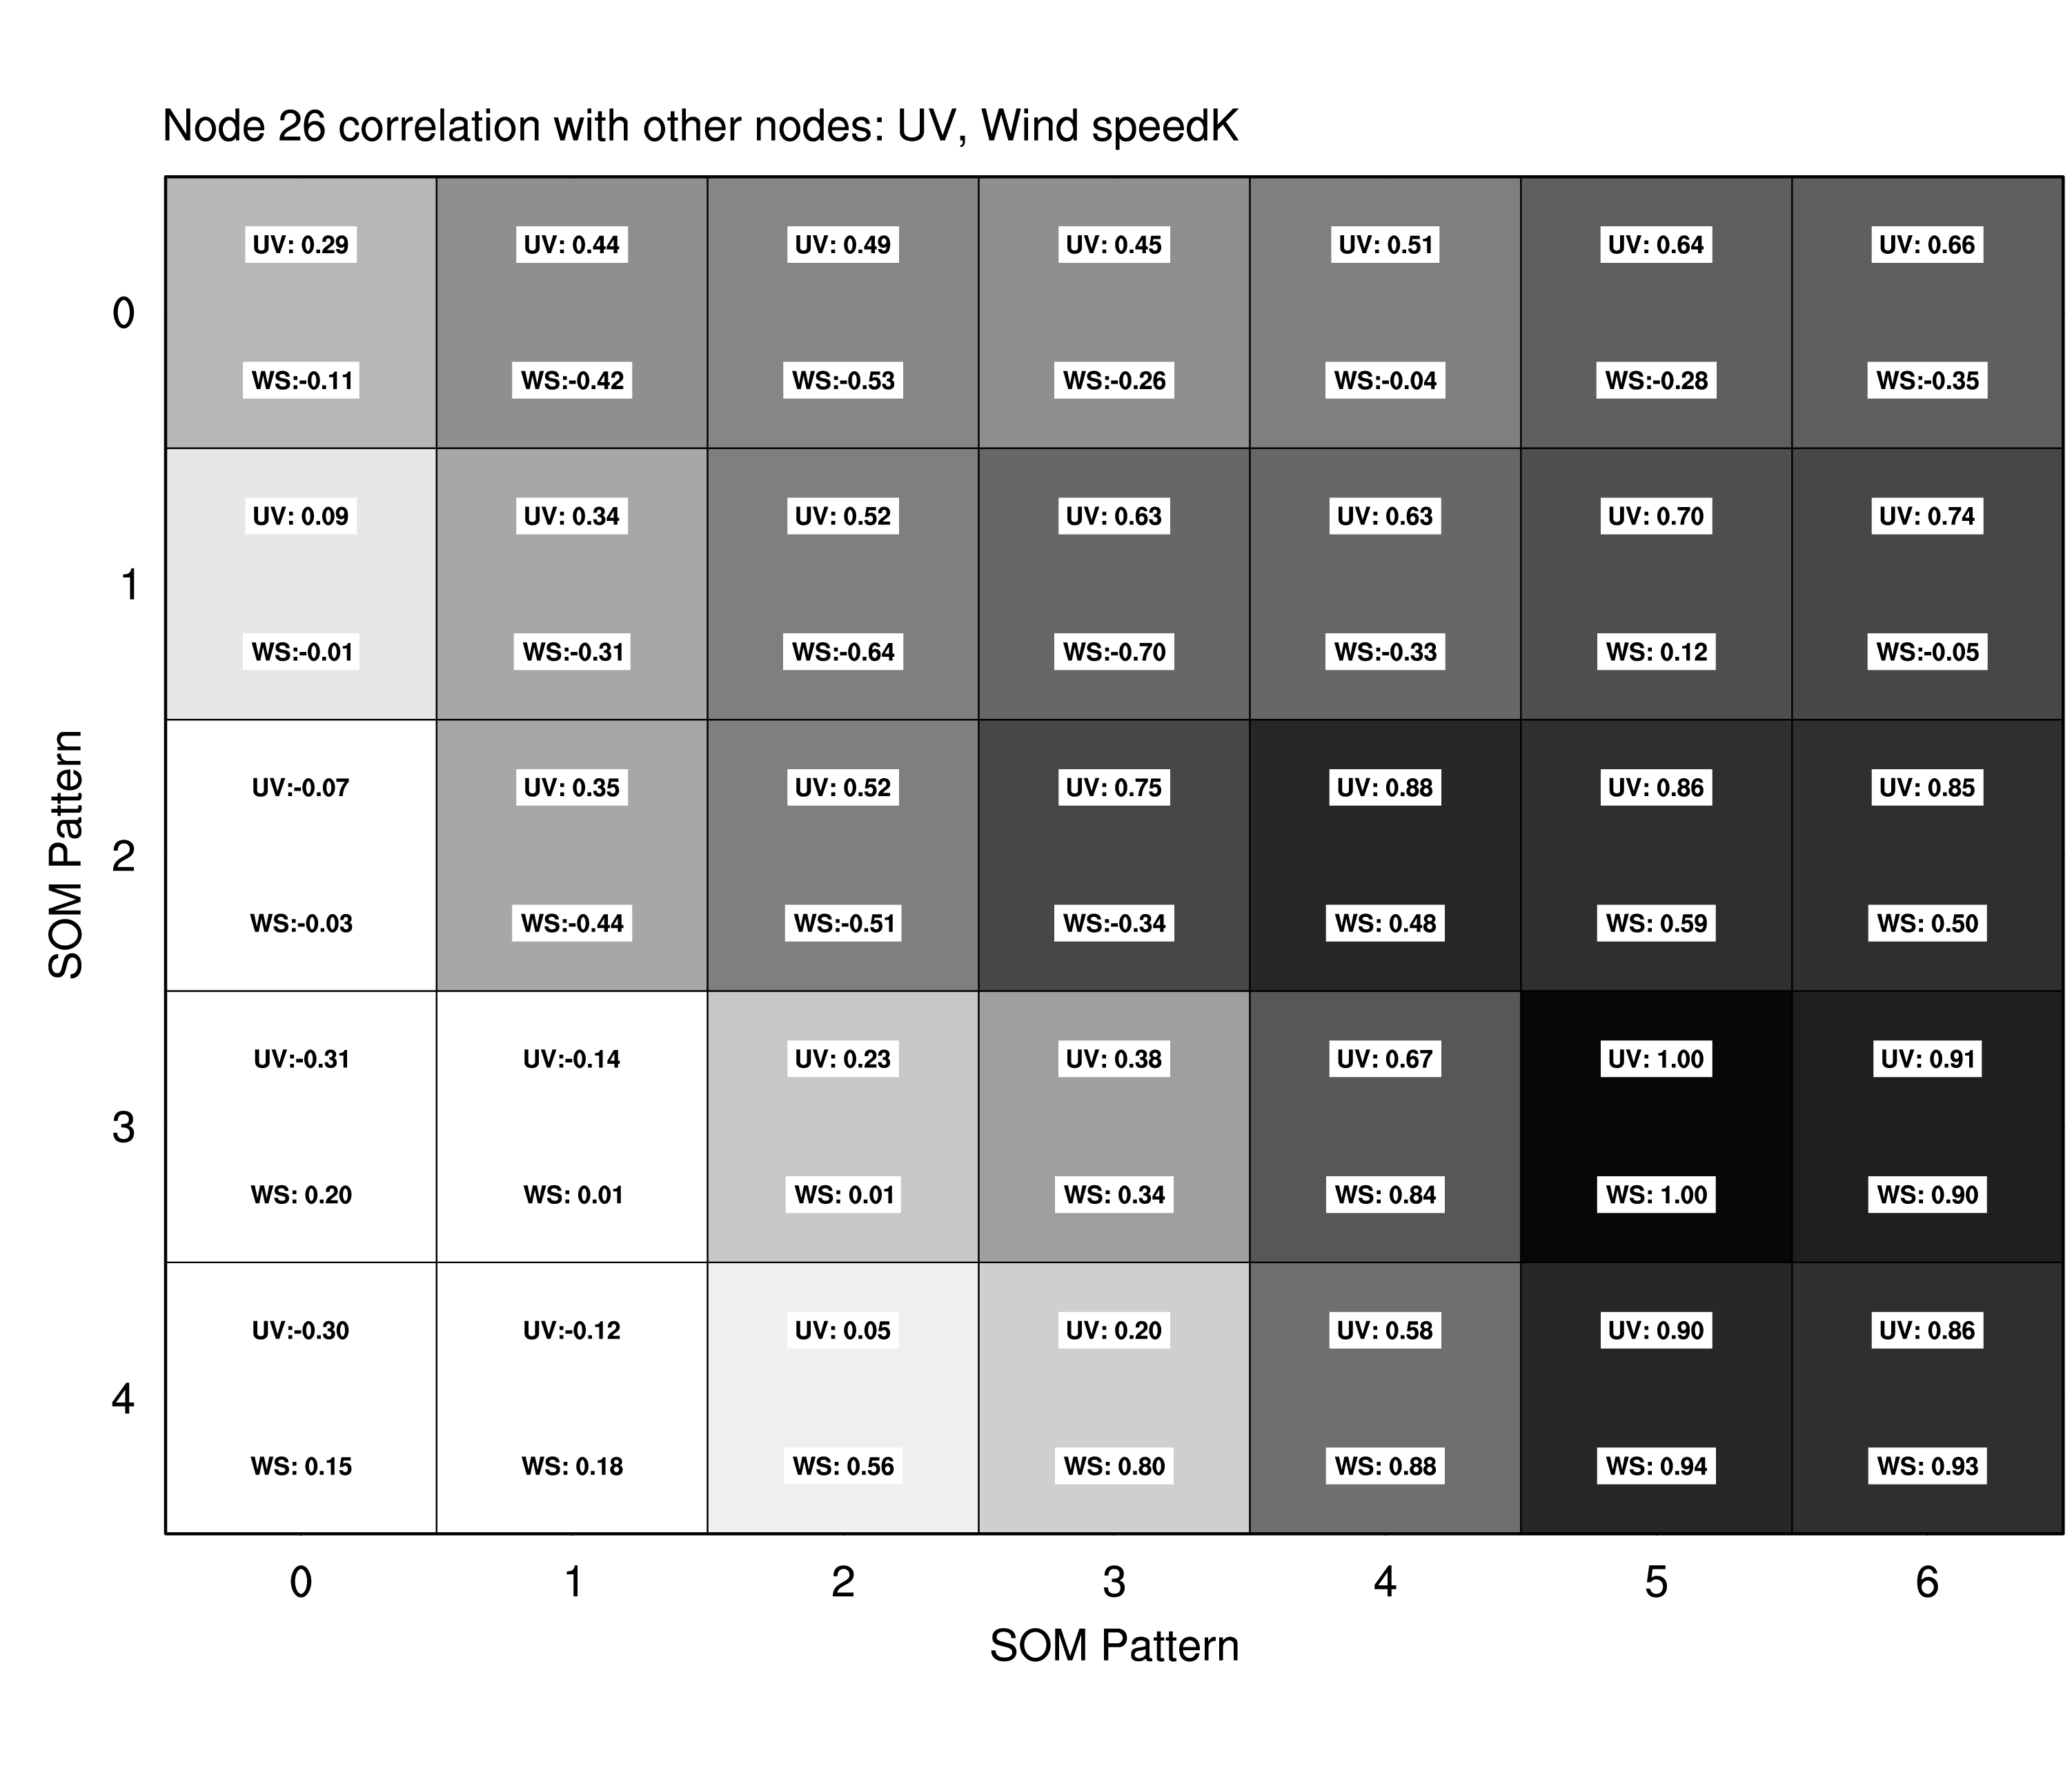 Node 26 correlation with other nodes: UV, Wind speedK
UV: 0.29 UV: 0.44 UV: 0.49 UV: 0.45 UV: 0.51 UV: 0.64 UV: 0.66
0
WS:-0.11 WS:-0.42 WS:-0.53 WS:-0.26 WS:-0.04 WS:-0.28 WS:-0.35
UV: 0.09 UV: 0.34 UV: 0.52 UV: 0.63 UV: 0.63 UV: 0.70 UV: 0.74
1
WS:-0.01 WS:-0.31 WS:-0.64 WS:-0.70 WS:-0.33 WS: 0.12 WS:-0.05
SOM Pattern
UV:-0.07 UV: 0.35 UV: 0.52 UV: 0.75 UV: 0.88 UV: 0.86 UV: 0.85
2
WS:-0.03 WS:-0.44 WS:-0.51 WS:-0.34 WS: 0.48 WS: 0.59 WS: 0.50
UV:-0.31 UV:-0.14 UV: 0.23 UV: 0.38 UV: 0.67 UV: 1.00 UV: 0.91
3
WS: 0.20 WS: 0.01 WS: 0.01 WS: 0.34 WS: 0.84 WS: 1.00 WS: 0.90
UV:-0.30 UV:-0.12 UV: 0.05 UV: 0.20 UV: 0.58 UV: 0.90 UV: 0.86
4
WS: 0.15 WS: 0.18 WS: 0.56 WS: 0.80 WS: 0.88 WS: 0.94 WS: 0.93
0 1 2 3 4 5 6
SOM Pattern